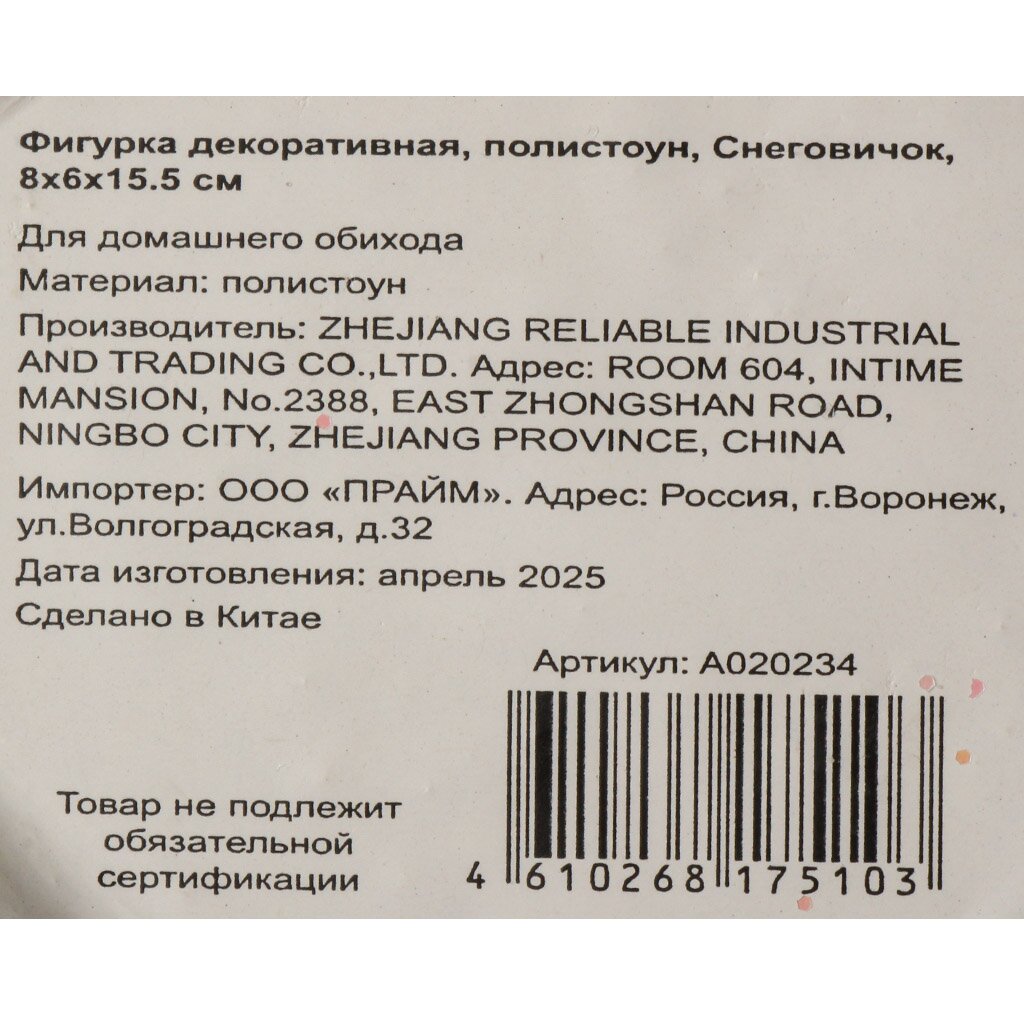 Фигурка декоративная, полистоун, Снеговичок,
8х6х15.5 см
Для домашнего обихода
Материал: полистоун
Производитель: ZHEJIANG RELIABLE INDUSTRIAL
AND TRADING CO.,LTD. Адрес: ROOM 604, INTIME
MANSION, No.2388, EAST ZHONGSHAN ROAD,
NINGBO CITY, ZHEJIANG PROVINCE, CHINA
Импортер: ООО «ПРАЙМ». Адрес: Россия, г.Воронеж,
ул.Волгоградская, д.32
Дата изготовления: апрель 2025
Сделано в Китае
Артикул: А020234
Товар не подлежит
обязательной
сертификации
4 610268 175103